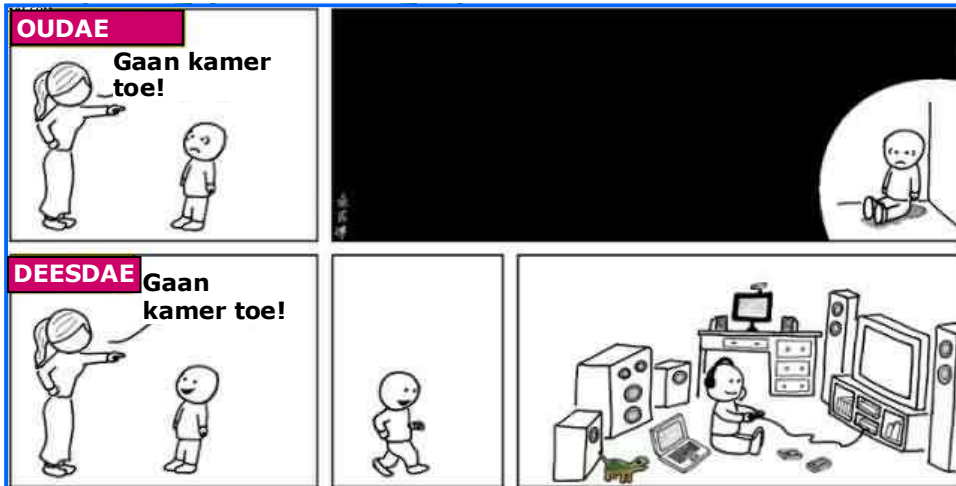 OUDAE
Gaan kamer
toe!
DEESDAE
Gaan
kamer toe!